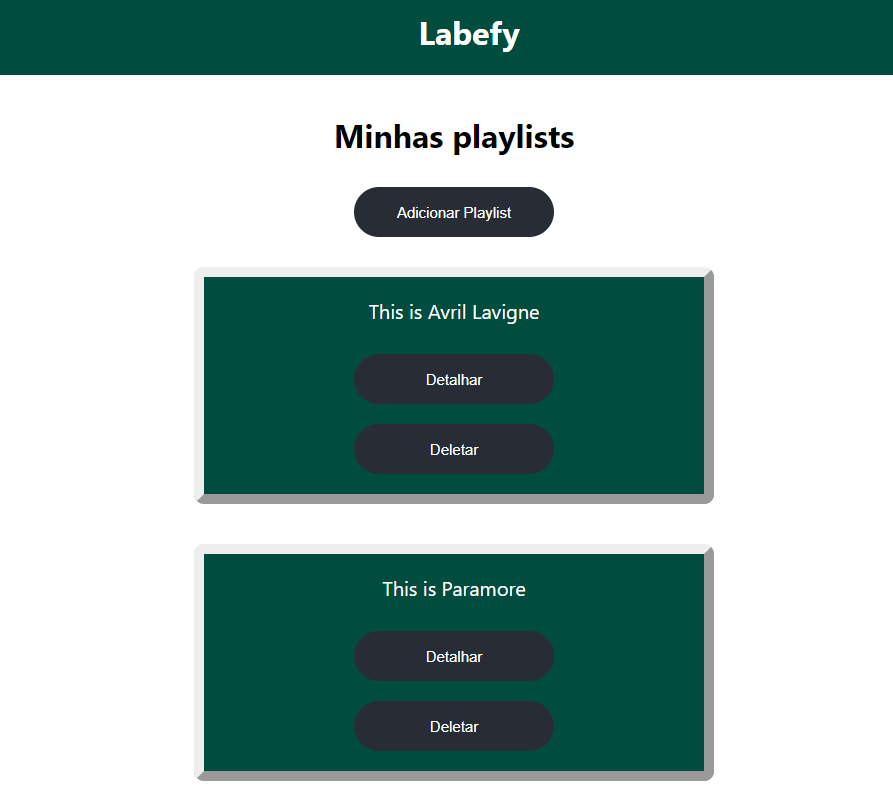 Labefy
Minhas playlists
Adicionar Playlist
This is Avril Lavigne
Detalhar
Deletar
This is Paramore
Detalhar
Deletar